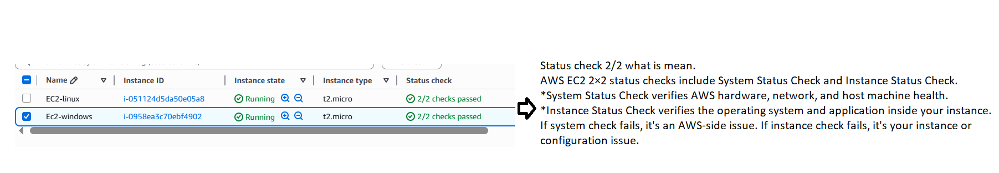 Name Instance ID Instance state Instance type Status check
EC2-linux i-051124d5da50e05a8 Running t2.micro 2/2 checks passed
Ec2-windows i-0958ea3c70ebf4902 Running t2.micro 2/2 checks passed
Status check 2/2 what is mean.
AWS EC2 2×2 status checks include System Status Check and Instance Status Check.
*System Status Check verifies AWS hardware, network, and host machine health.
*Instance Status Check verifies the operating system and application inside your instance.
If system check fails, it's an AWS-side issue. If instance check fails, it's your instance or
configuration issue.